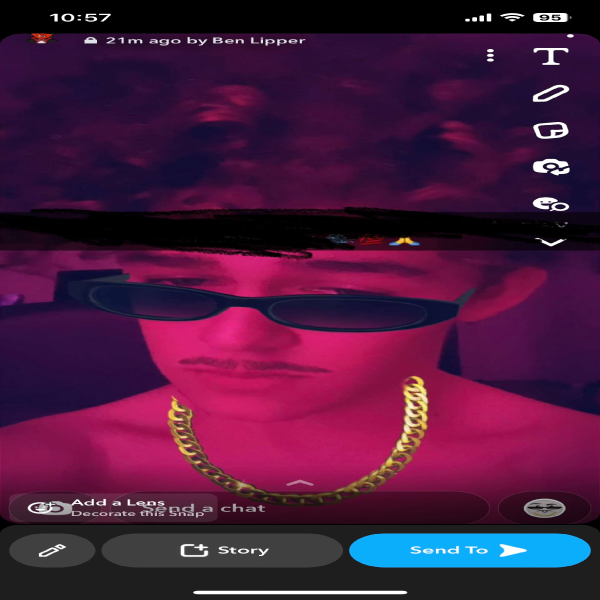 10:57
95
21m ago by Ben Lipper
T
Add a Lens
Decorate this Snap
Send a chat
Story
Send To